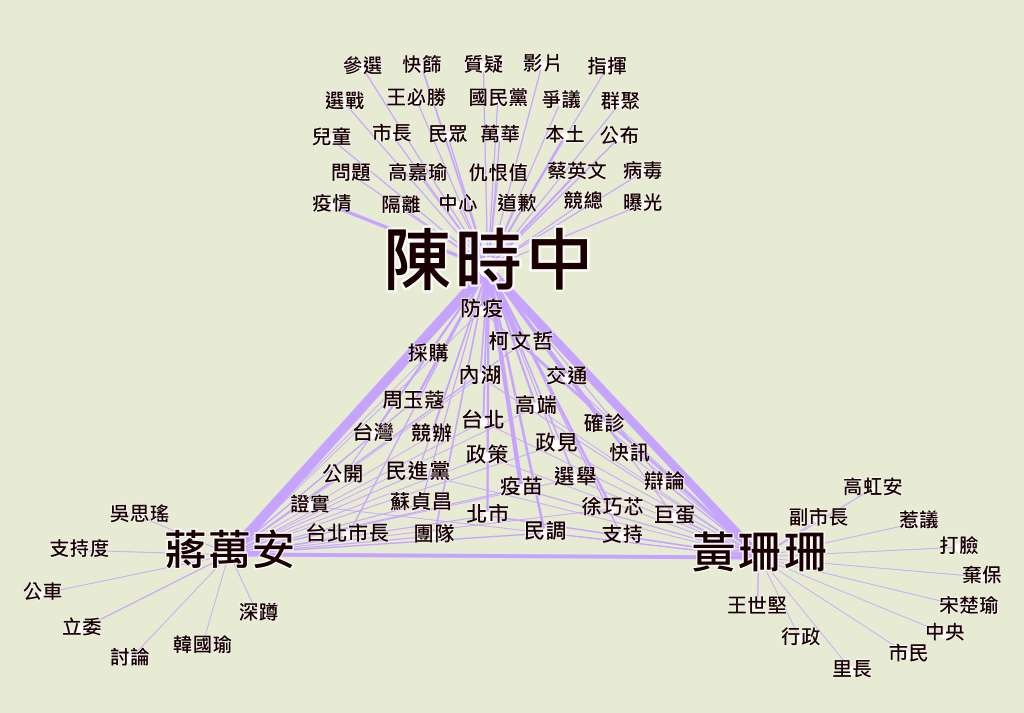 參選 快篩 質疑 影片 指揮
選戰 王必勝 國民黨 爭議 群聚
兒童 市長 民眾 萬華 本土 公布
問題 高嘉瑜 仇恨值 蔡英文 病毒
疫情 隔離 中心 道歉 競總 曝光
陳時中
防疫
柯文哲
採購
內湖 交通
周玉蔻 高端
台北 確診
台灣 競辦 政見
政策 快訊
公開 民進黨 選舉
疫苗 辯論
證實 蘇貞昌 徐巧芯
北市 巨蛋
台北市長 團隊 民調 支持
高虹安
吳思瑤 副市長 惹議
支持度 蔣萬安 黃珊珊 打臉
公車 棄保
深蹲 王世堅 宋楚瑜
立委 行政 中央
討論 韓國瑜 市民
里長